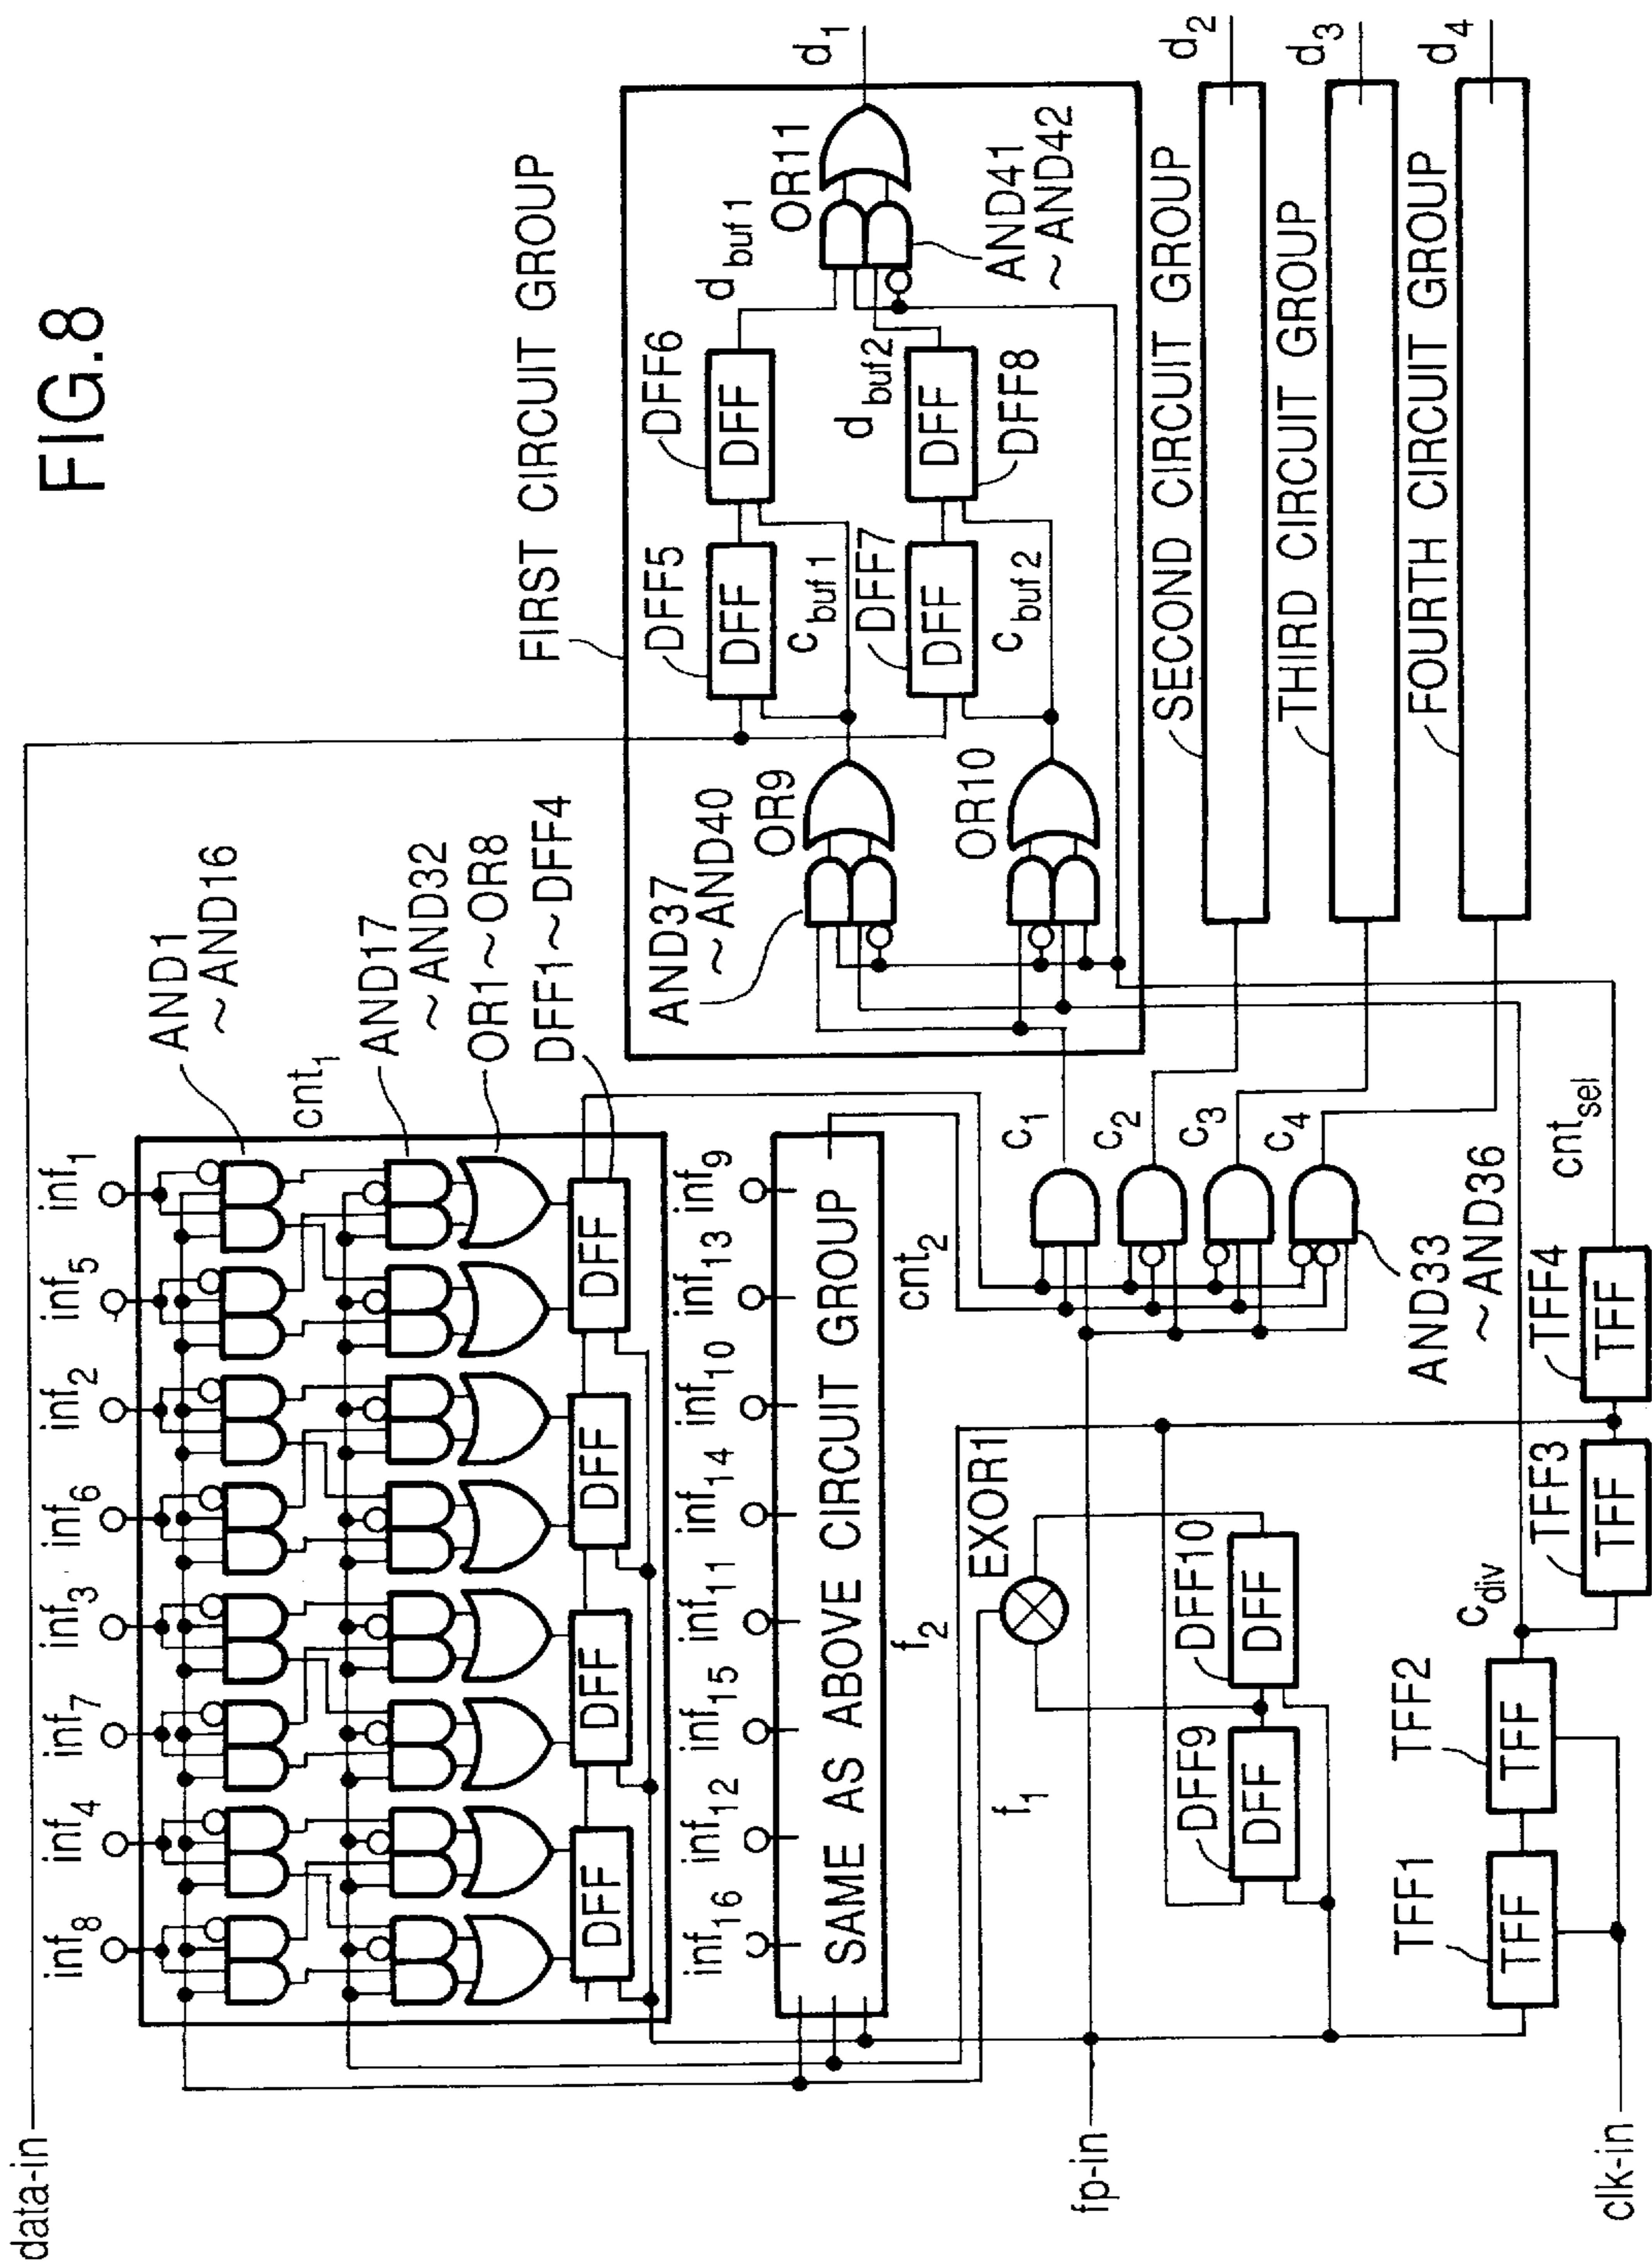 FIG.8
data-in
inf8
inf4
inf7
inf3
inf6
inf2
inf5
inf1
AND1
~AND16
cnt1
AND17
~AND32
OR1~OR8
DFF1~DFF4
DFF
DFF
DFF
DFF
inf16
inf12
inf15
inf11
inf14
inf10
inf13
inf9
SAME AS ABOVE CIRCUIT GROUP
cnt2
f2
f1
EXOR1
DFF9
DFF
DFF10
DFF
fp-in
clk-in
TFF1
TFF
TFF2
TFF
cdiv
TFF3
TFF
TFF4
TFF
cntsel
c1
c2
c3
c4
AND33
~AND36
FIRST CIRCUIT GROUP
AND37
~AND40
OR9
OR10
DFF5
DFF
DFF6
DFF
cbuf1
DFF7
DFF
DFF8
DFF
cbuf2
dbuf1
dbuf2
OR11
AND41
~AND42
d1
SECOND CIRCUIT GROUP
d2
THIRD CIRCUIT GROUP
d3
FOURTH CIRCUIT GROUP
d4